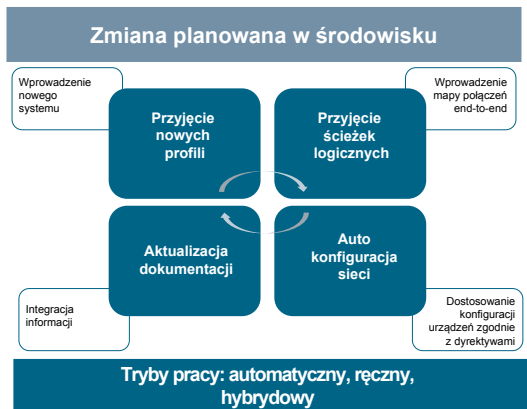 Zmiana planowana w środowisku
Wprowadzenie
nowego
systemu
Wprowadzenie
mapy połączeń
end-to-end
Przyjęcie
nowych
profili
Przyjęcie
ścieżek
logicznych
Aktualizacja
dokumentacji
Auto
konfiguracja
sieci
Integracja
informacji
Dostosowanie
konfiguracji
urządzeń zgodnie
z dyrektywami
Tryby pracy: automatyczny, ręczny,
hybrydowy